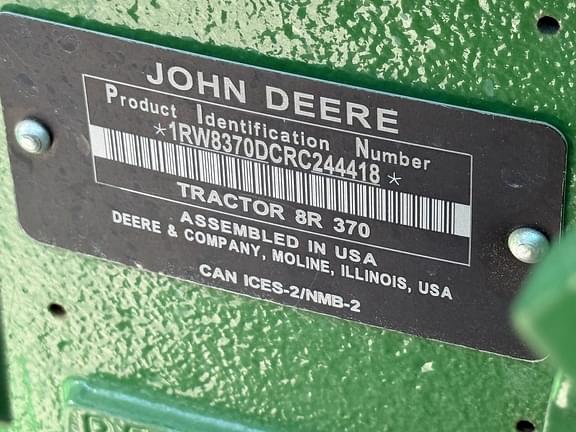 JOHN DEERE
Product Identification Number
*1RW8370DCRC244418*
TRACTOR 8R 370
ASSEMBLED IN USA
DEERE & COMPANY, MOLINE, ILLINOIS, USA
CAN ICES-2/NMB-2